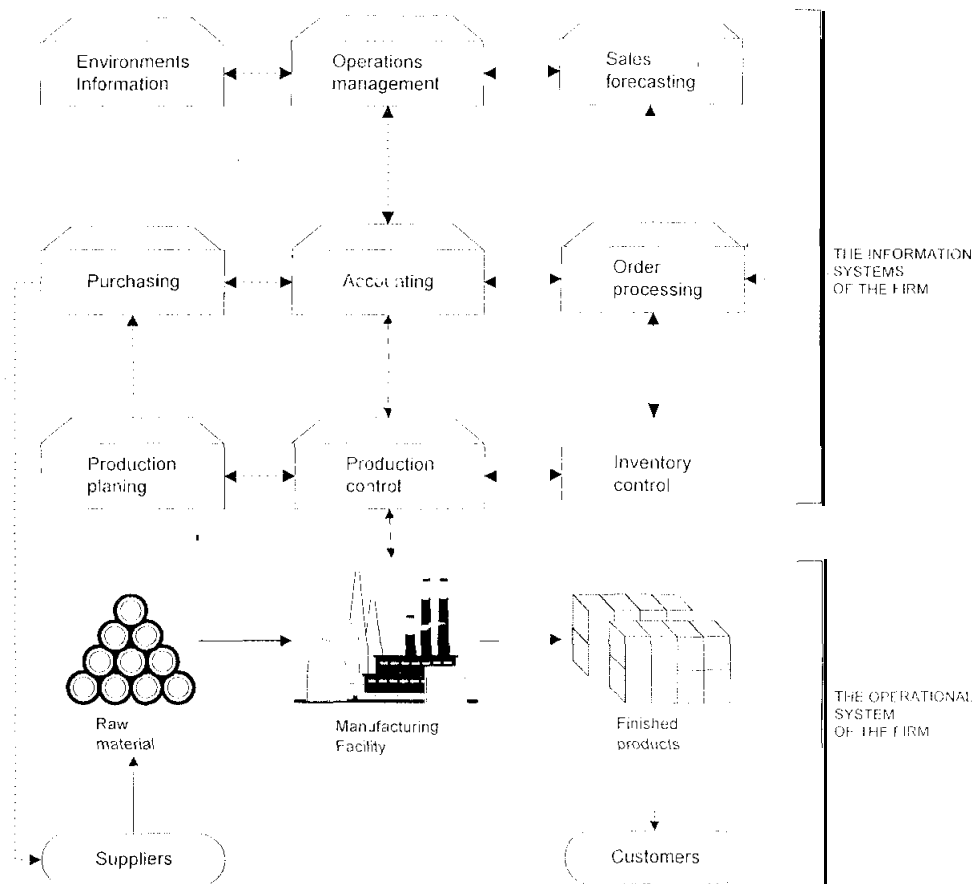 Environments
Information
Operations
management
Sales
forecasting
Purchasing
Accounting
Order
processing
THE INFORMATION
SYSTEMS
OF THE FIRM
Production
planing
Production
control
Inventory
control
Raw
material
Manufacturing
Facility
Finished
products
THE OPERATIONAL
SYSTEM
OF THE FIRM
Suppliers
Customers